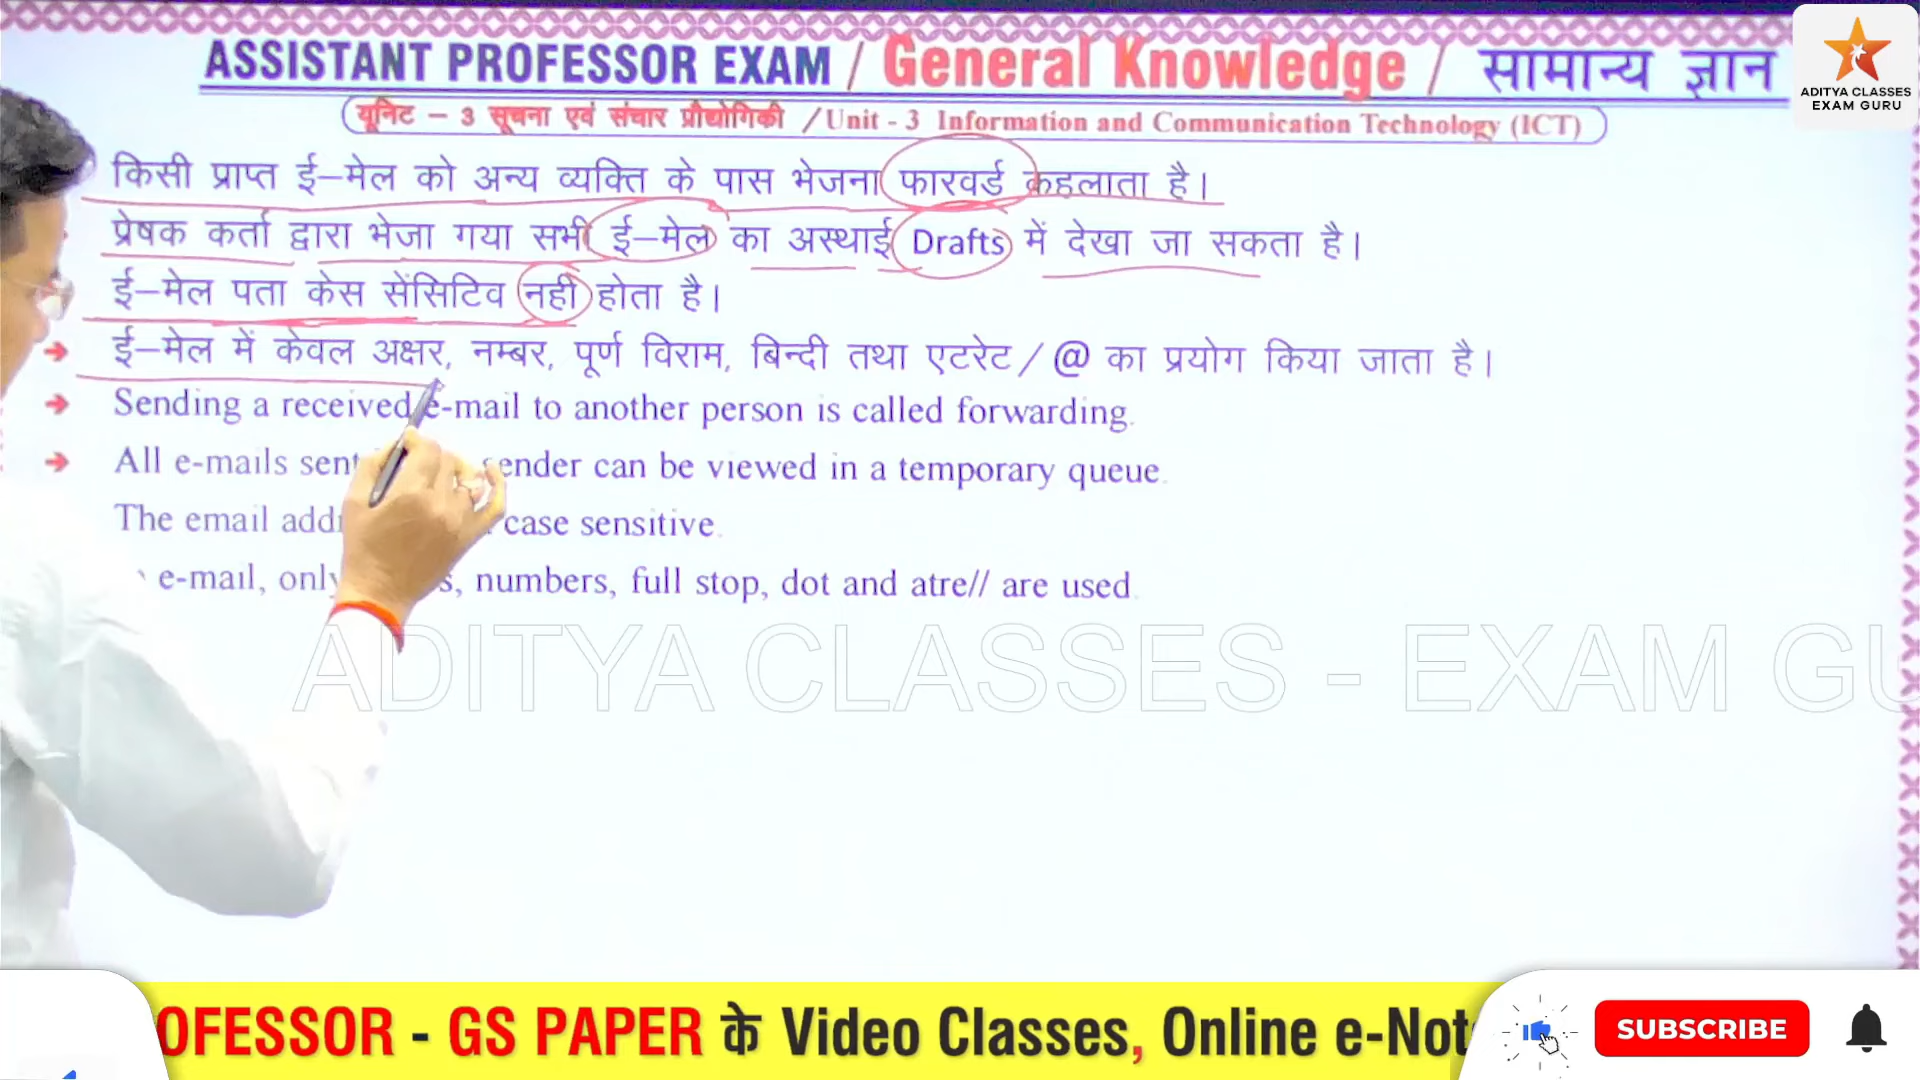 ASSISTANT PROFESSOR EXAM / General Knowledge / सामान्य ज्ञान
ADITYA CLASSES
EXAM GURU
यूनिट – 3 सूचना एवं संचार प्रौद्योगिकी / Unit - 3 Information and Communication Technology (ICT)
किसी प्राप्त ई–मेल को अन्य व्यक्ति के पास भेजना फारवर्ड कहलाता है।
प्रेषक कर्ता द्वारा भेजा गया सभी ई–मेल का अस्थाई Drafts में देखा जा सकता है।
ई–मेल पता केस सेंसिटिव नही होता है।
ई–मेल में केवल अक्षर, नम्बर, पूर्ण विराम, बिन्दी तथा एटरेट/@ का प्रयोग किया जाता है।
Sending a received e-mail to another person is called forwarding.
All e-mails sent sender can be viewed in a temporary queue.
The email case sensitive.
e-mail, only numbers, full stop, dot and atre// are used
ADITYA CLASSES - EXAM GU
OFESSOR - GS PAPER के Video Classes, Online e-Not
SUBSCRIBE